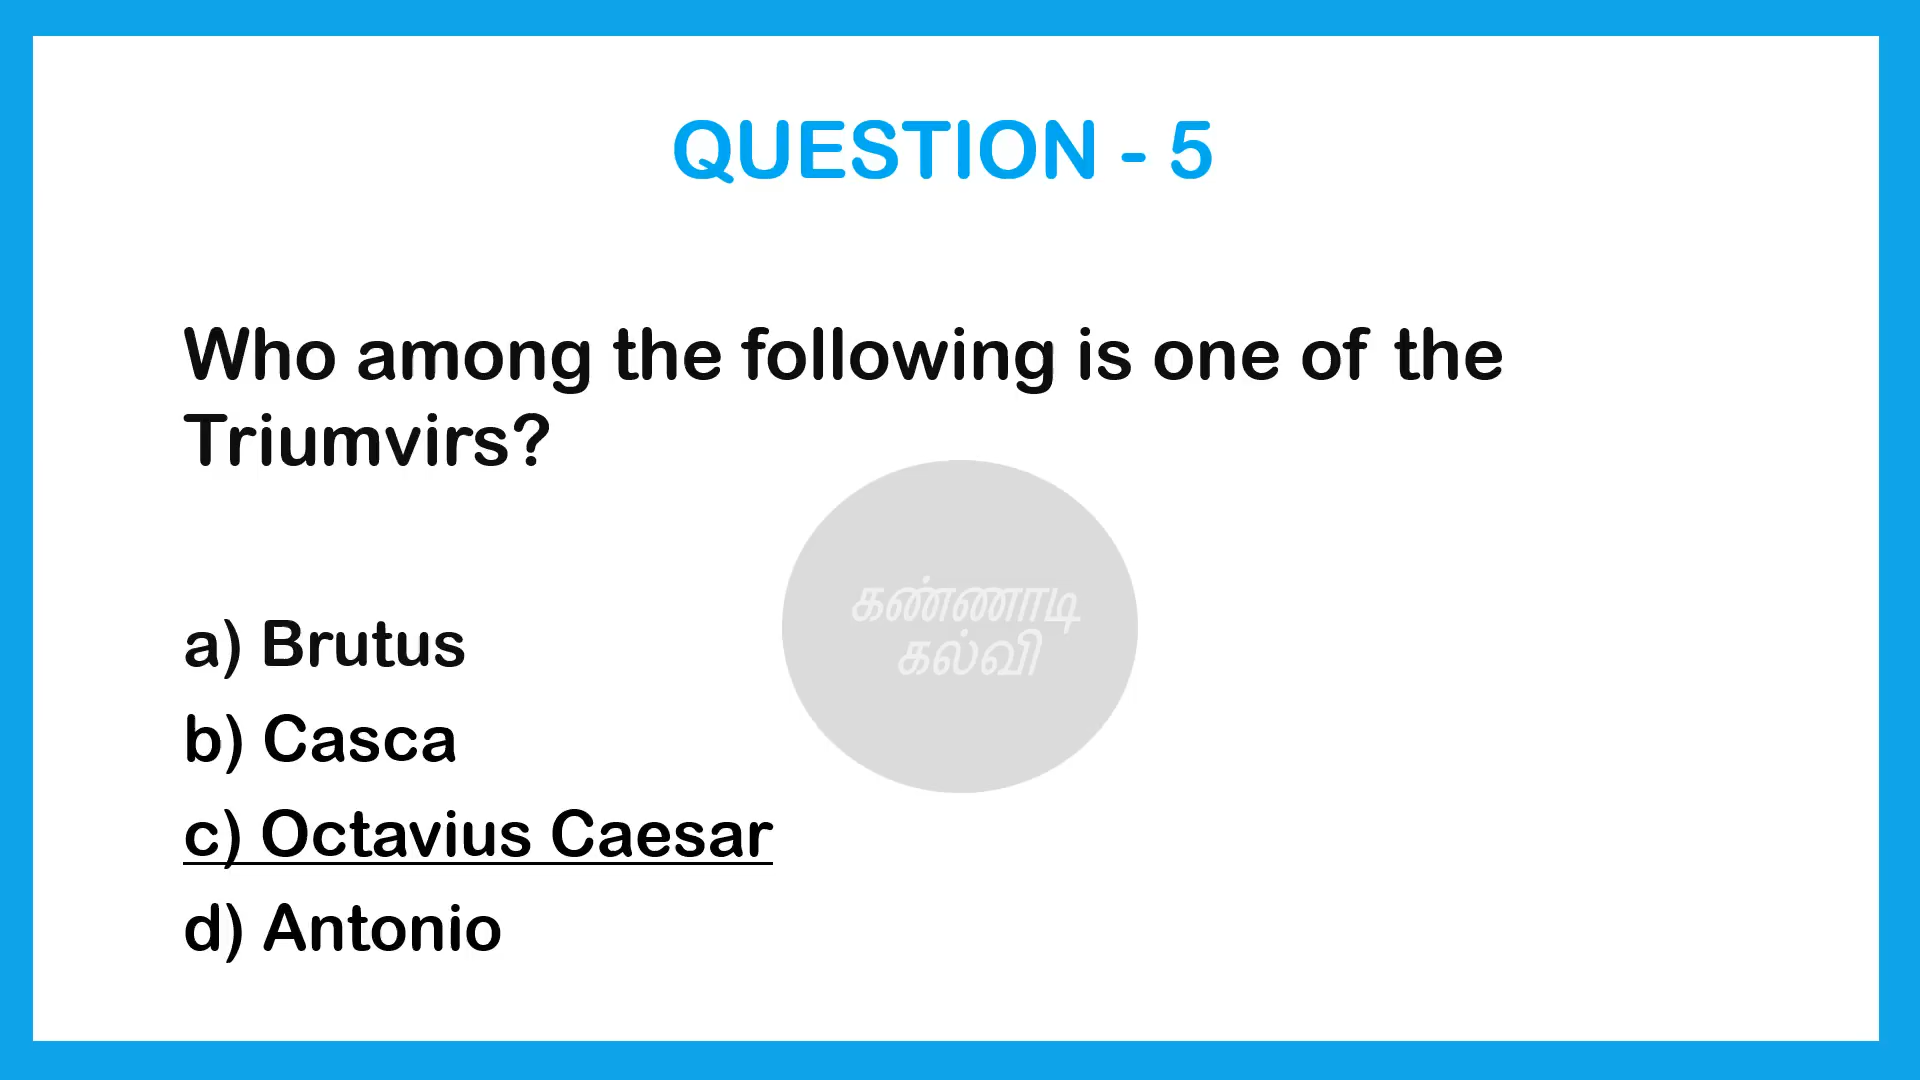 QUESTION - 5
Who among the following is one of the
Triumvirs?
கண்ணாடி
கல்வி
a) Brutus
b) Casca
c) Octavius Caesar
d) Antonio